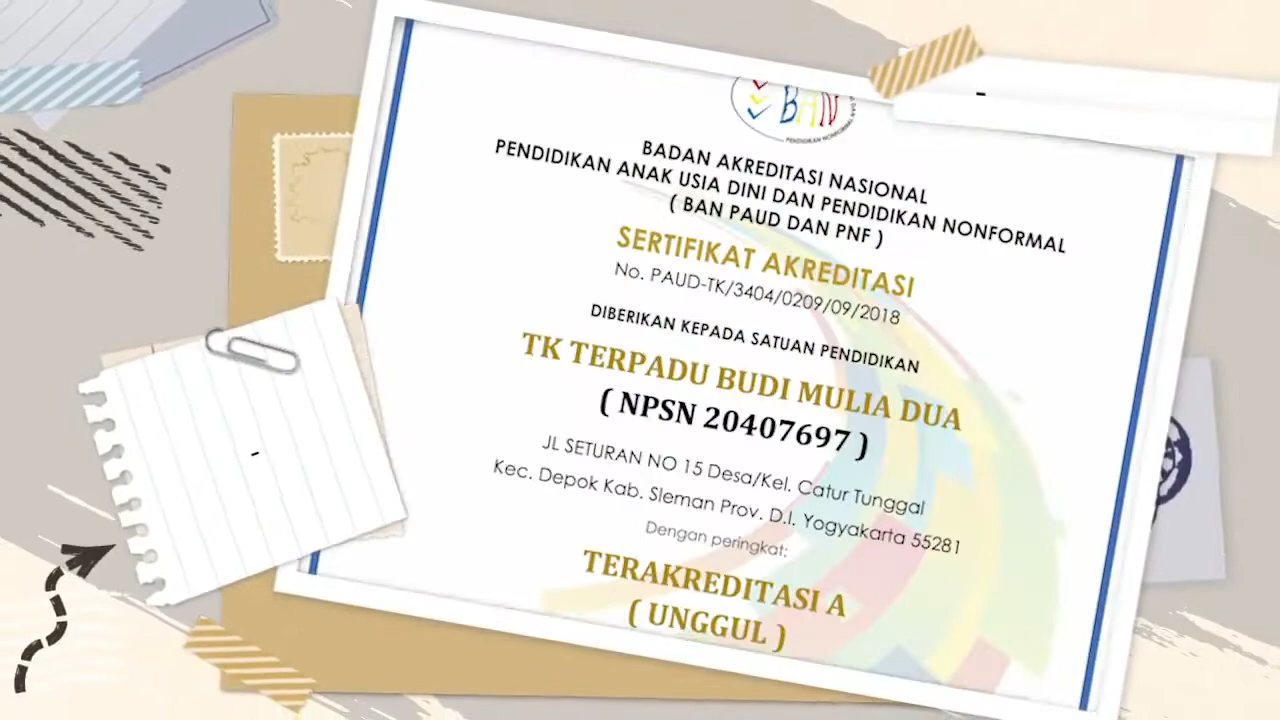 BAN
BADAN AKREDITASI NASIONAL
PENDIDIKAN ANAK USIA DINI DAN PENDIDIKAN NONFORMAL
( BAN PAUD DAN PNF )
SERTIFIKAT AKREDITASI
No. PAUD-TK/3404/0209/09/2018
DIBERIKAN KEPADA SATUAN PENDIDIKAN
TK TERPADU BUDI MULIA DUA
( NPSN 20407697 )
JL SETURAN NO 15 Desa/Kel. Catur Tunggal
Kec. Depok Kab. Sleman Prov. D.I. Yogyakarta 55281
Dengan peringkat:
TERAKREDITASI A
( UNGGUL )
-
-